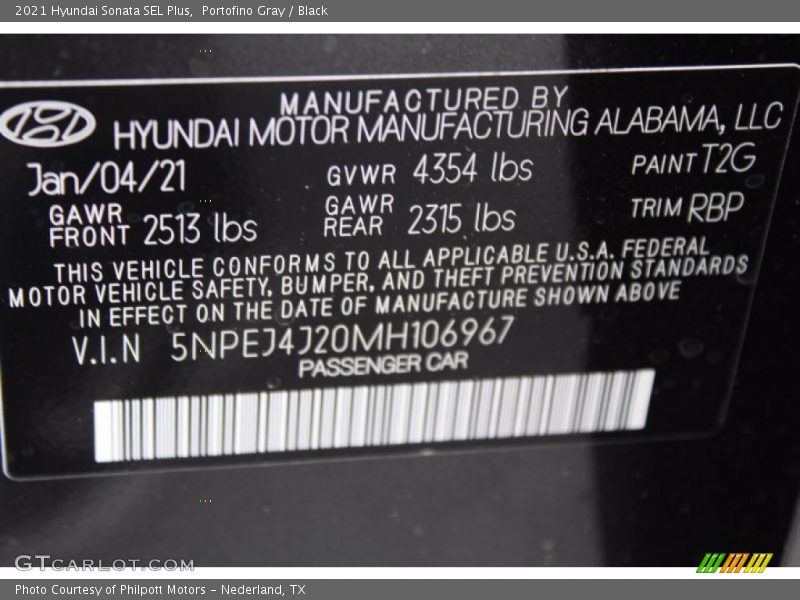 2021 Hyundai Sonata SEL Plus, Portofino Gray / Black
MANUFACTURED BY
HYUNDAI MOTOR MANUFACTURING ALABAMA, LLC
Jan/04/21 GVWR 4354 lbs PAINT T2G
GAWR FRONT 2513 lbs GAWR REAR 2315 lbs TRIM RBP
THIS VEHICLE CONFORMS TO ALL APPLICABLE U.S.A. FEDERAL
MOTOR VEHICLE SAFETY, BUMPER, AND THEFT PREVENTION STANDARDS
IN EFFECT ON THE DATE OF MANUFACTURE SHOWN ABOVE
V.I.N 5NPEJ4J20MH106967
PASSENGER CAR
GTCARLOT.COM
Photo Courtesy of Philpott Motors - Nederland, TX